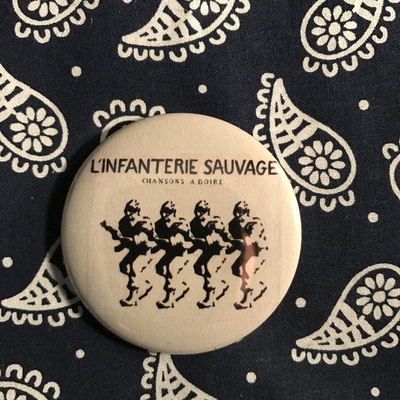 L'INFANTERIE SAUVAGE
CHANSONS A BOIRE